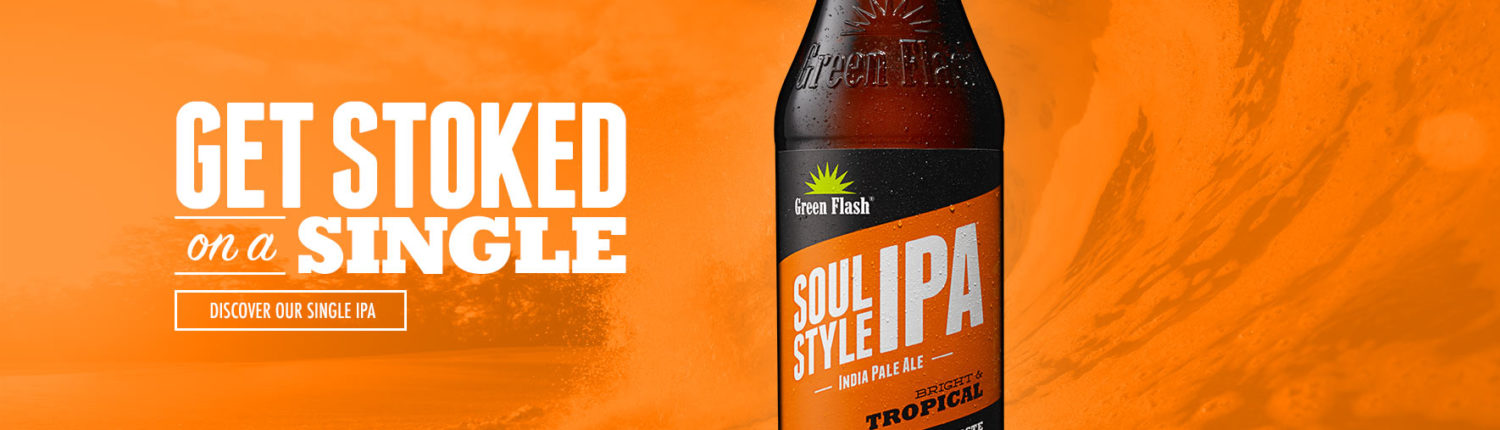 GET STOKED
on a SINGLE
DISCOVER OUR SINGLE IPA
Green Flash
Green Flash®
SOUL
STYLE
IPA
INDIA PALE ALE
BRIGHT &
TROPICAL